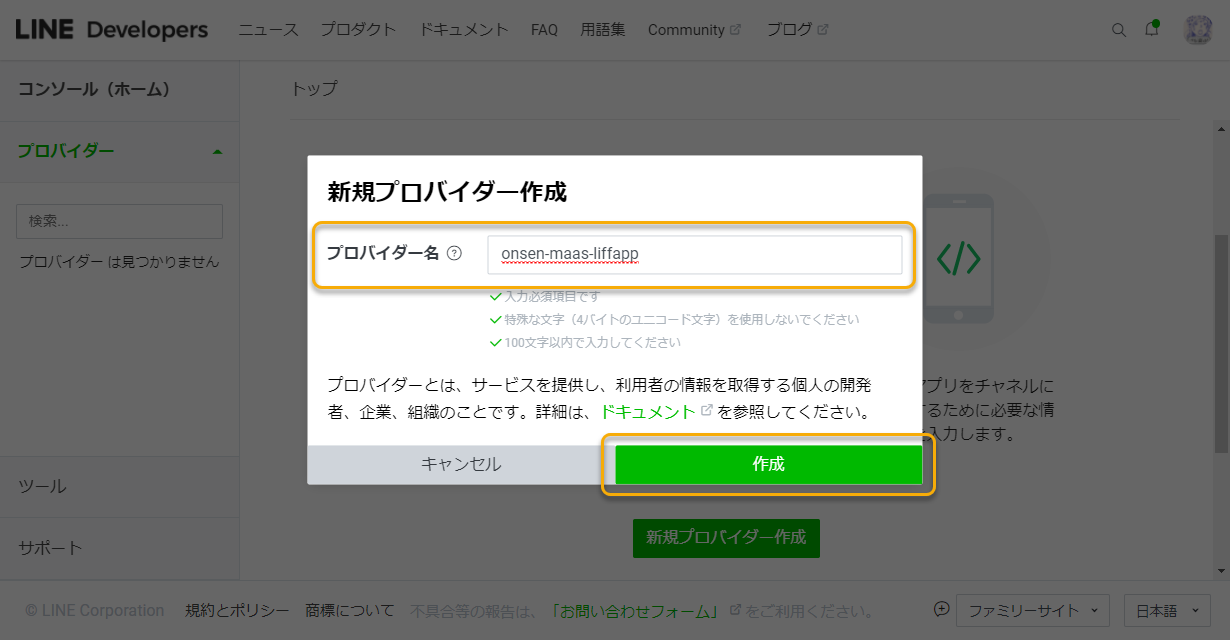 LINE Developers ニュース プロダクト ドキュメント FAQ 用語集 Community ブログ
コンソール（ホーム）
トップ
プロバイダー
検索...
プロバイダー は見つかりません
新規プロバイダー作成
プロバイダー名 ?
onsen-maas-liffapp
入力必須項目です
特殊な文字（4バイトのユニコード文字）を使用しないでください
100文字以内で入力してください
プロバイダーとは、サービスを提供し、利用者の情報を取得する個人の開発
者、企業、組織のことです。詳細は、ドキュメント を参照してください。
キャンセル
作成
</>
プリをチャネルに
るために必要な情
入力します。
新規プロバイダー作成
ツール
サポート
© LINE Corporation 規約とポリシー 商標について 不具合等の報告は、「お問い合わせフォーム」 をご利用ください。 ファミリーサイト 日本語